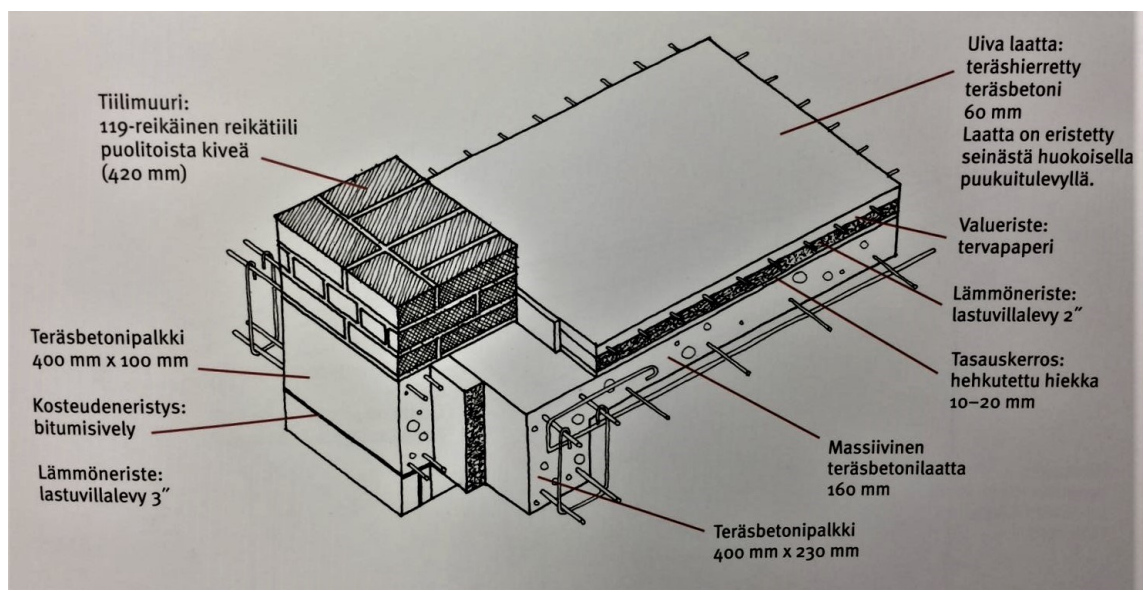 Tiilimuuri:
119-reikäinen reikätiili
puolitoista kiveä
(420 mm)
Teräsbetonipalkki
400 mm x 100 mm
Kosteudeneristys:
bitumisively
Lämmöneriste:
lastuvillalevy 3”
Uiva laatta:
teräshierretty
teräsbetoni
60 mm
Laatta on eristetty
seinästä huokoisella
puukuitulevyllä.
Valueriste:
tervapaperi
Lämmöneriste:
lastuvillalevy 2”
Tasauskerros:
hehkutettu hiekka
10–20 mm
Massiivinen
teräsbetonilaatta
160 mm
Teräsbetonipalkki
400 mm x 230 mm